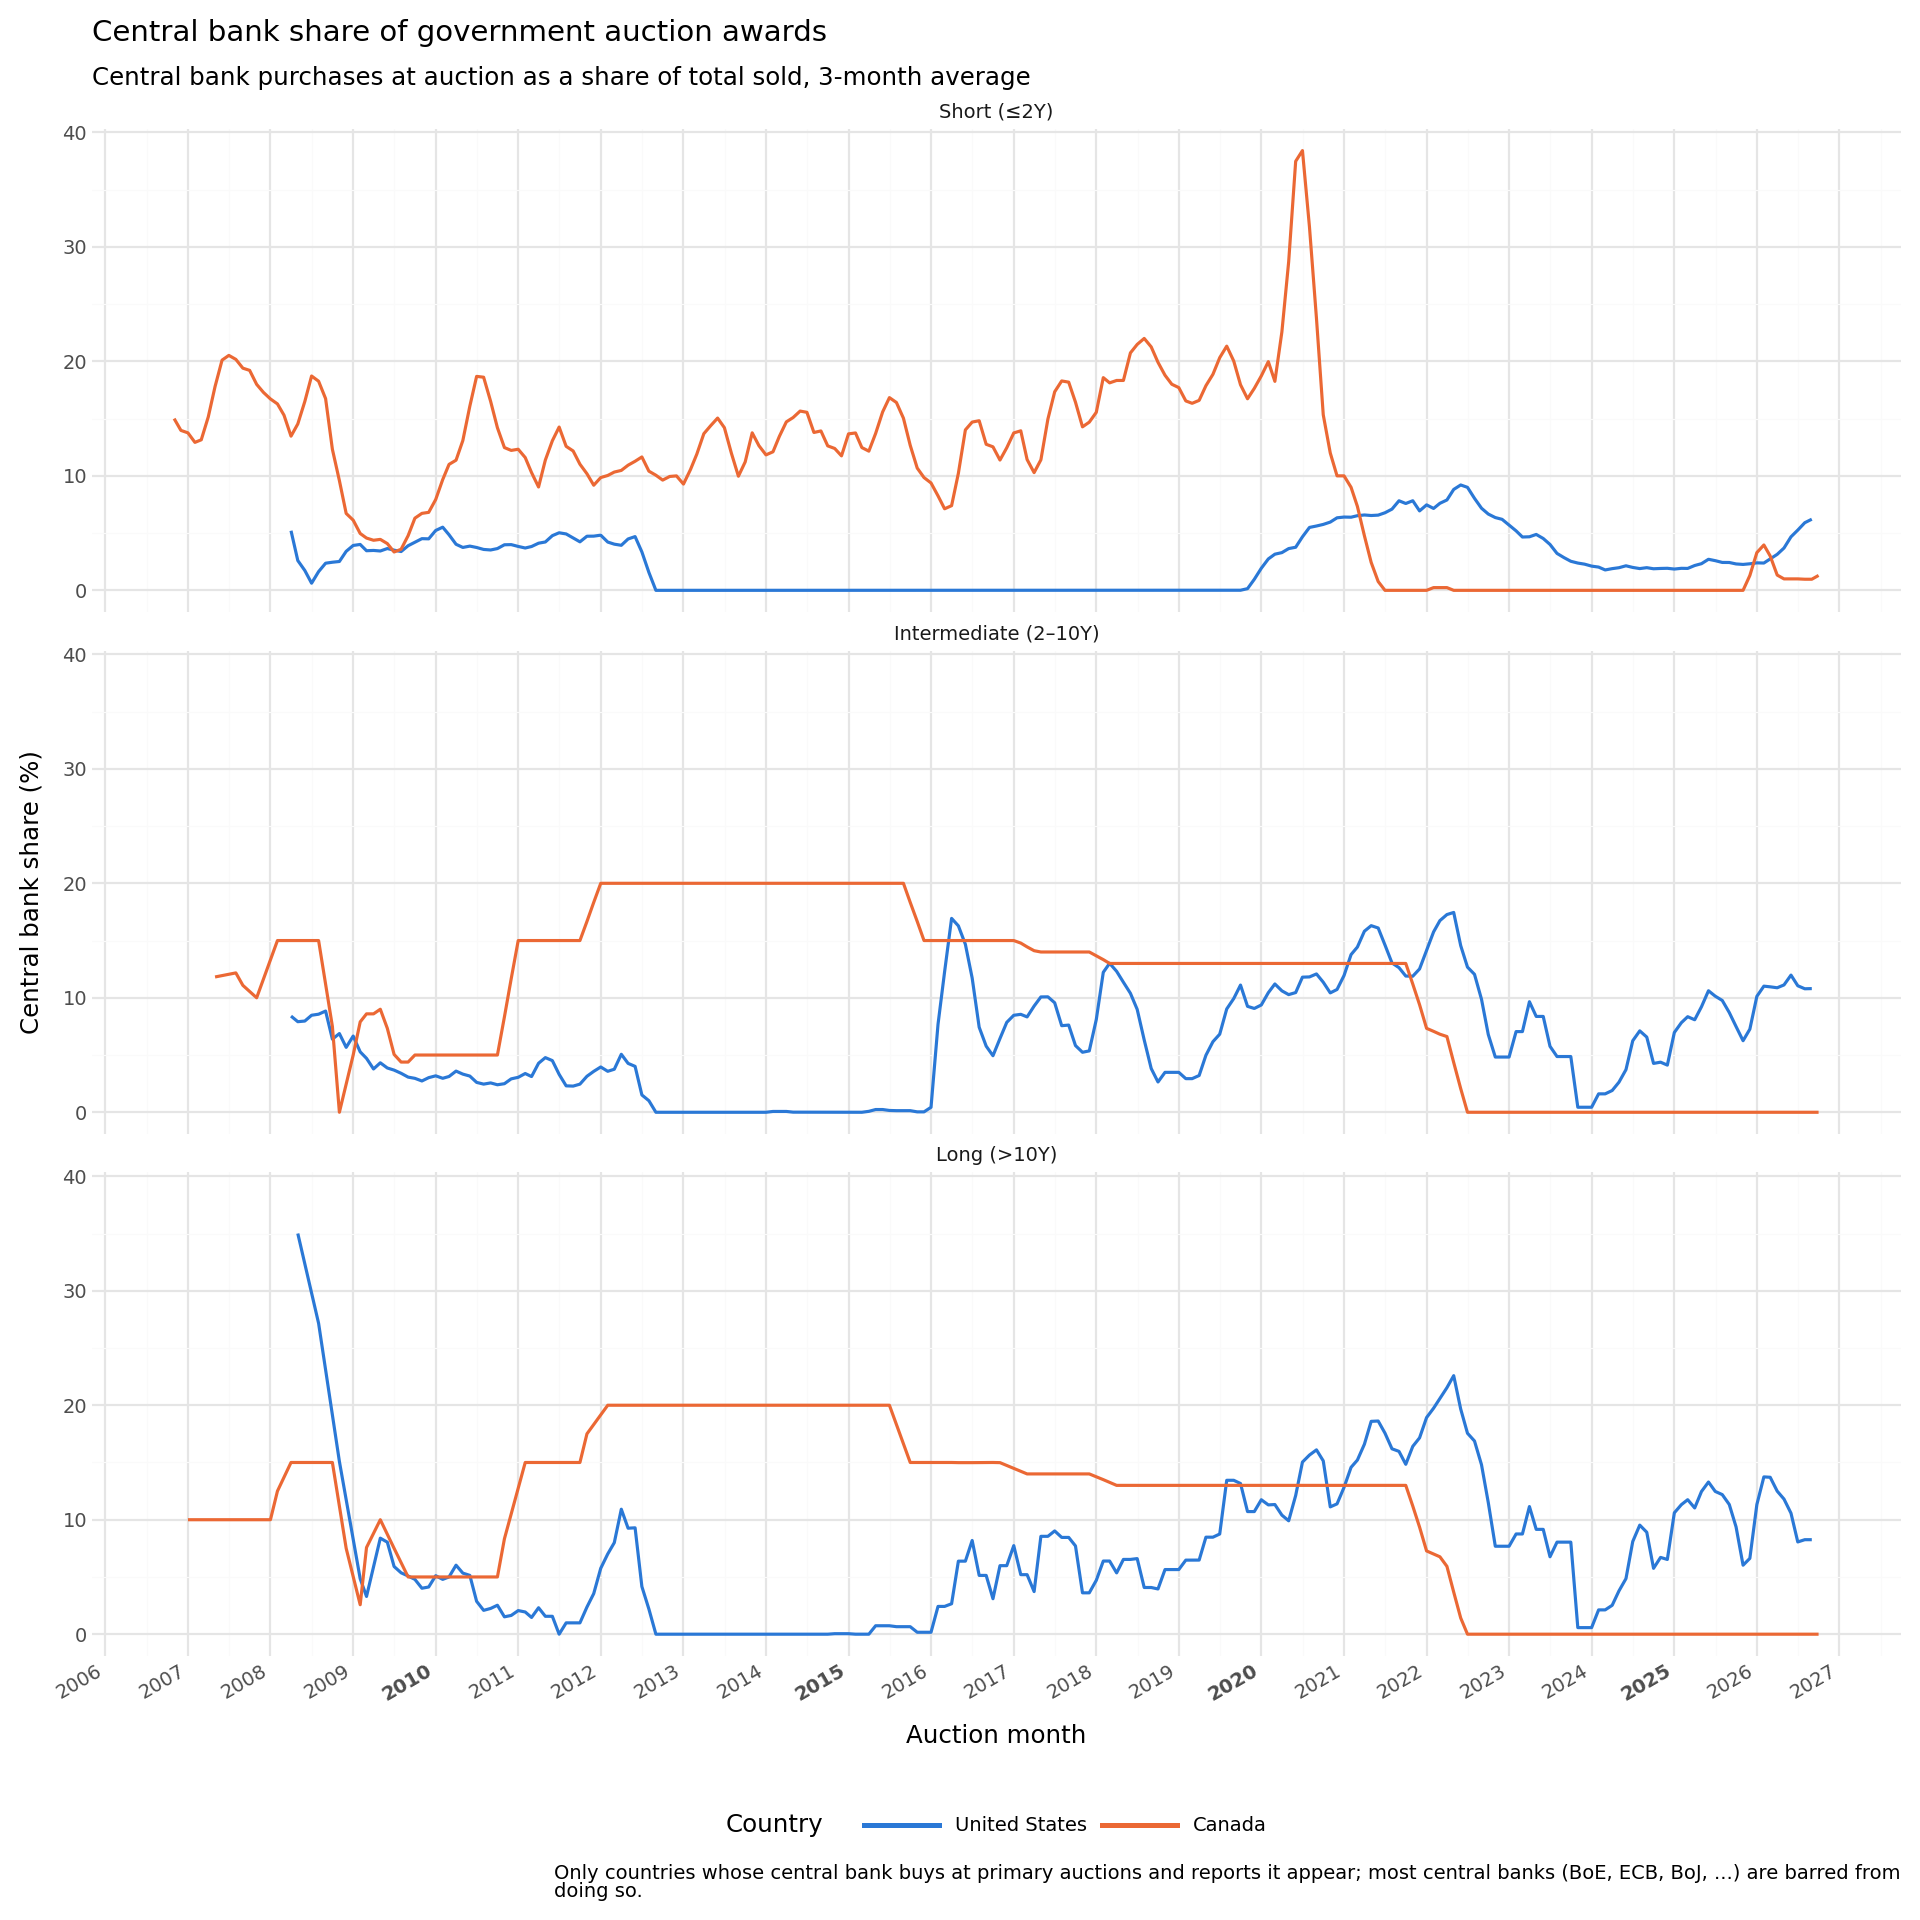 Central bank share of government auction awards
Central bank purchases at auction as a share of total sold, 3-month average
Short (≤2Y)
40
30
20
10
0
Intermediate (2–10Y)
40
30
20
10
0
Central bank share (%)
Long (>10Y)
40
30
20
10
0
2006 2007 2008 2009 2010 2011 2012 2013 2014 2015 2016 2017 2018 2019 2020 2021 2022 2023 2024 2025 2026 2027
Auction month
Country United States Canada
Only countries whose central bank buys at primary auctions and reports it appear; most central banks (BoE, ECB, BoJ, ...) are barred from
doing so.